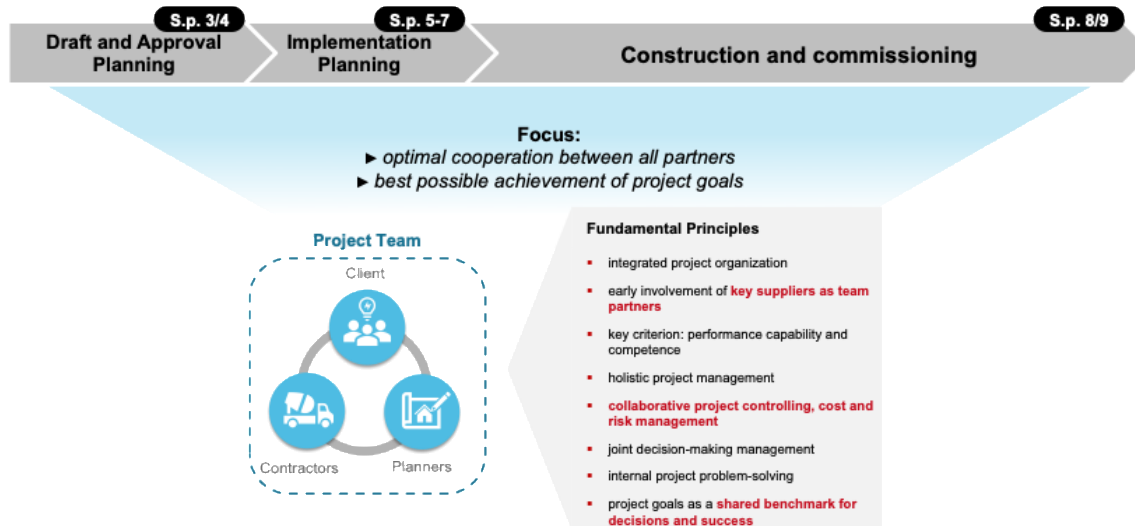 S.p. 3/4
S.p. 5-7
S.p. 8/9
Draft and Approval
Planning
Implementation
Planning
Construction and commissioning
Focus:
► optimal cooperation between all partners
► best possible achievement of project goals
Project Team
Client
Contractors
Planners
Fundamental Principles
▪ integrated project organization
▪ early involvement of key suppliers as team
partners
▪ key criterion: performance capability and
competence
▪ holistic project management
▪ collaborative project controlling, cost and
risk management
▪ joint decision-making management
▪ internal project problem-solving
▪ project goals as a shared benchmark for
decisions and success